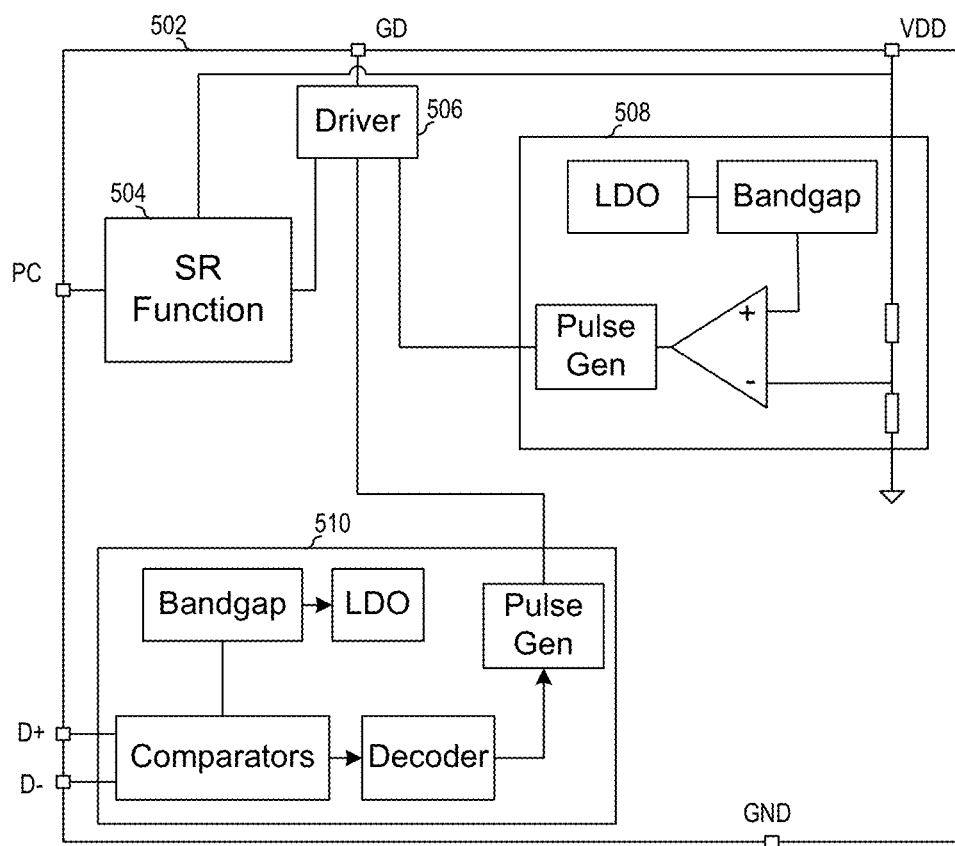 502
GD
VDD
Driver
506
508
LDO
Bandgap
504
SR
Function
PC
+
Pulse
Gen
-
510
Bandgap
LDO
Pulse
Gen
D+
Comparators
Decoder
D-
GND